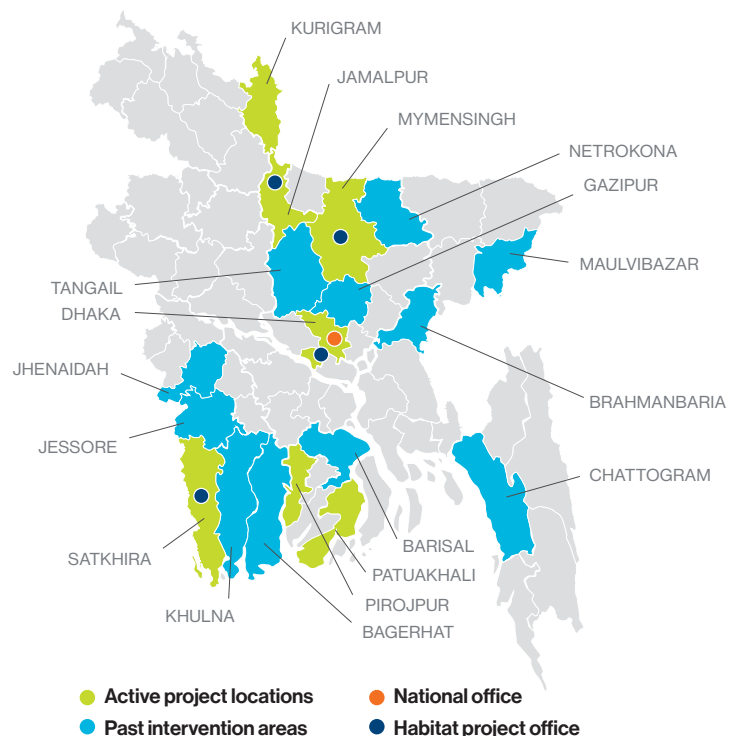 KURIGRAM
JAMALPUR
MYMENSINGH
NETROKONA
GAZIPUR
MAULVIBAZAR
TANGAIL
DHAKA
JHENAIDAH
BRAHMANBARIA
JESSORE
CHATTOGRAM
BARISAL
SATKHIRA
PATUAKHALI
PIROJPUR
KHULNA
BAGERHAT
Active project locations
National office
Past intervention areas
Habitat project office